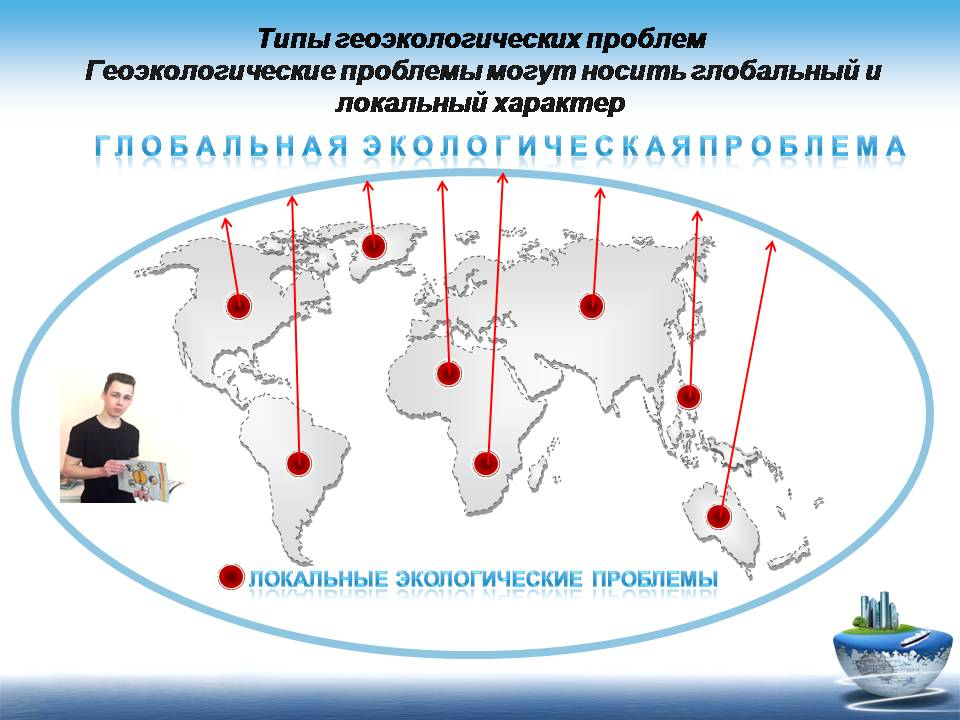 Типы геоэкологических проблем
Геоэкологические проблемы могут носить глобальный и
локальный характер
ГЛОБАЛЬНАЯ ЭКОЛОГИЧЕСКАЯПРОБЛЕМА
ЛОКАЛЬНЫЕ ЭКОЛОГИЧЕСКИЕ ПРОБЛЕМЫ